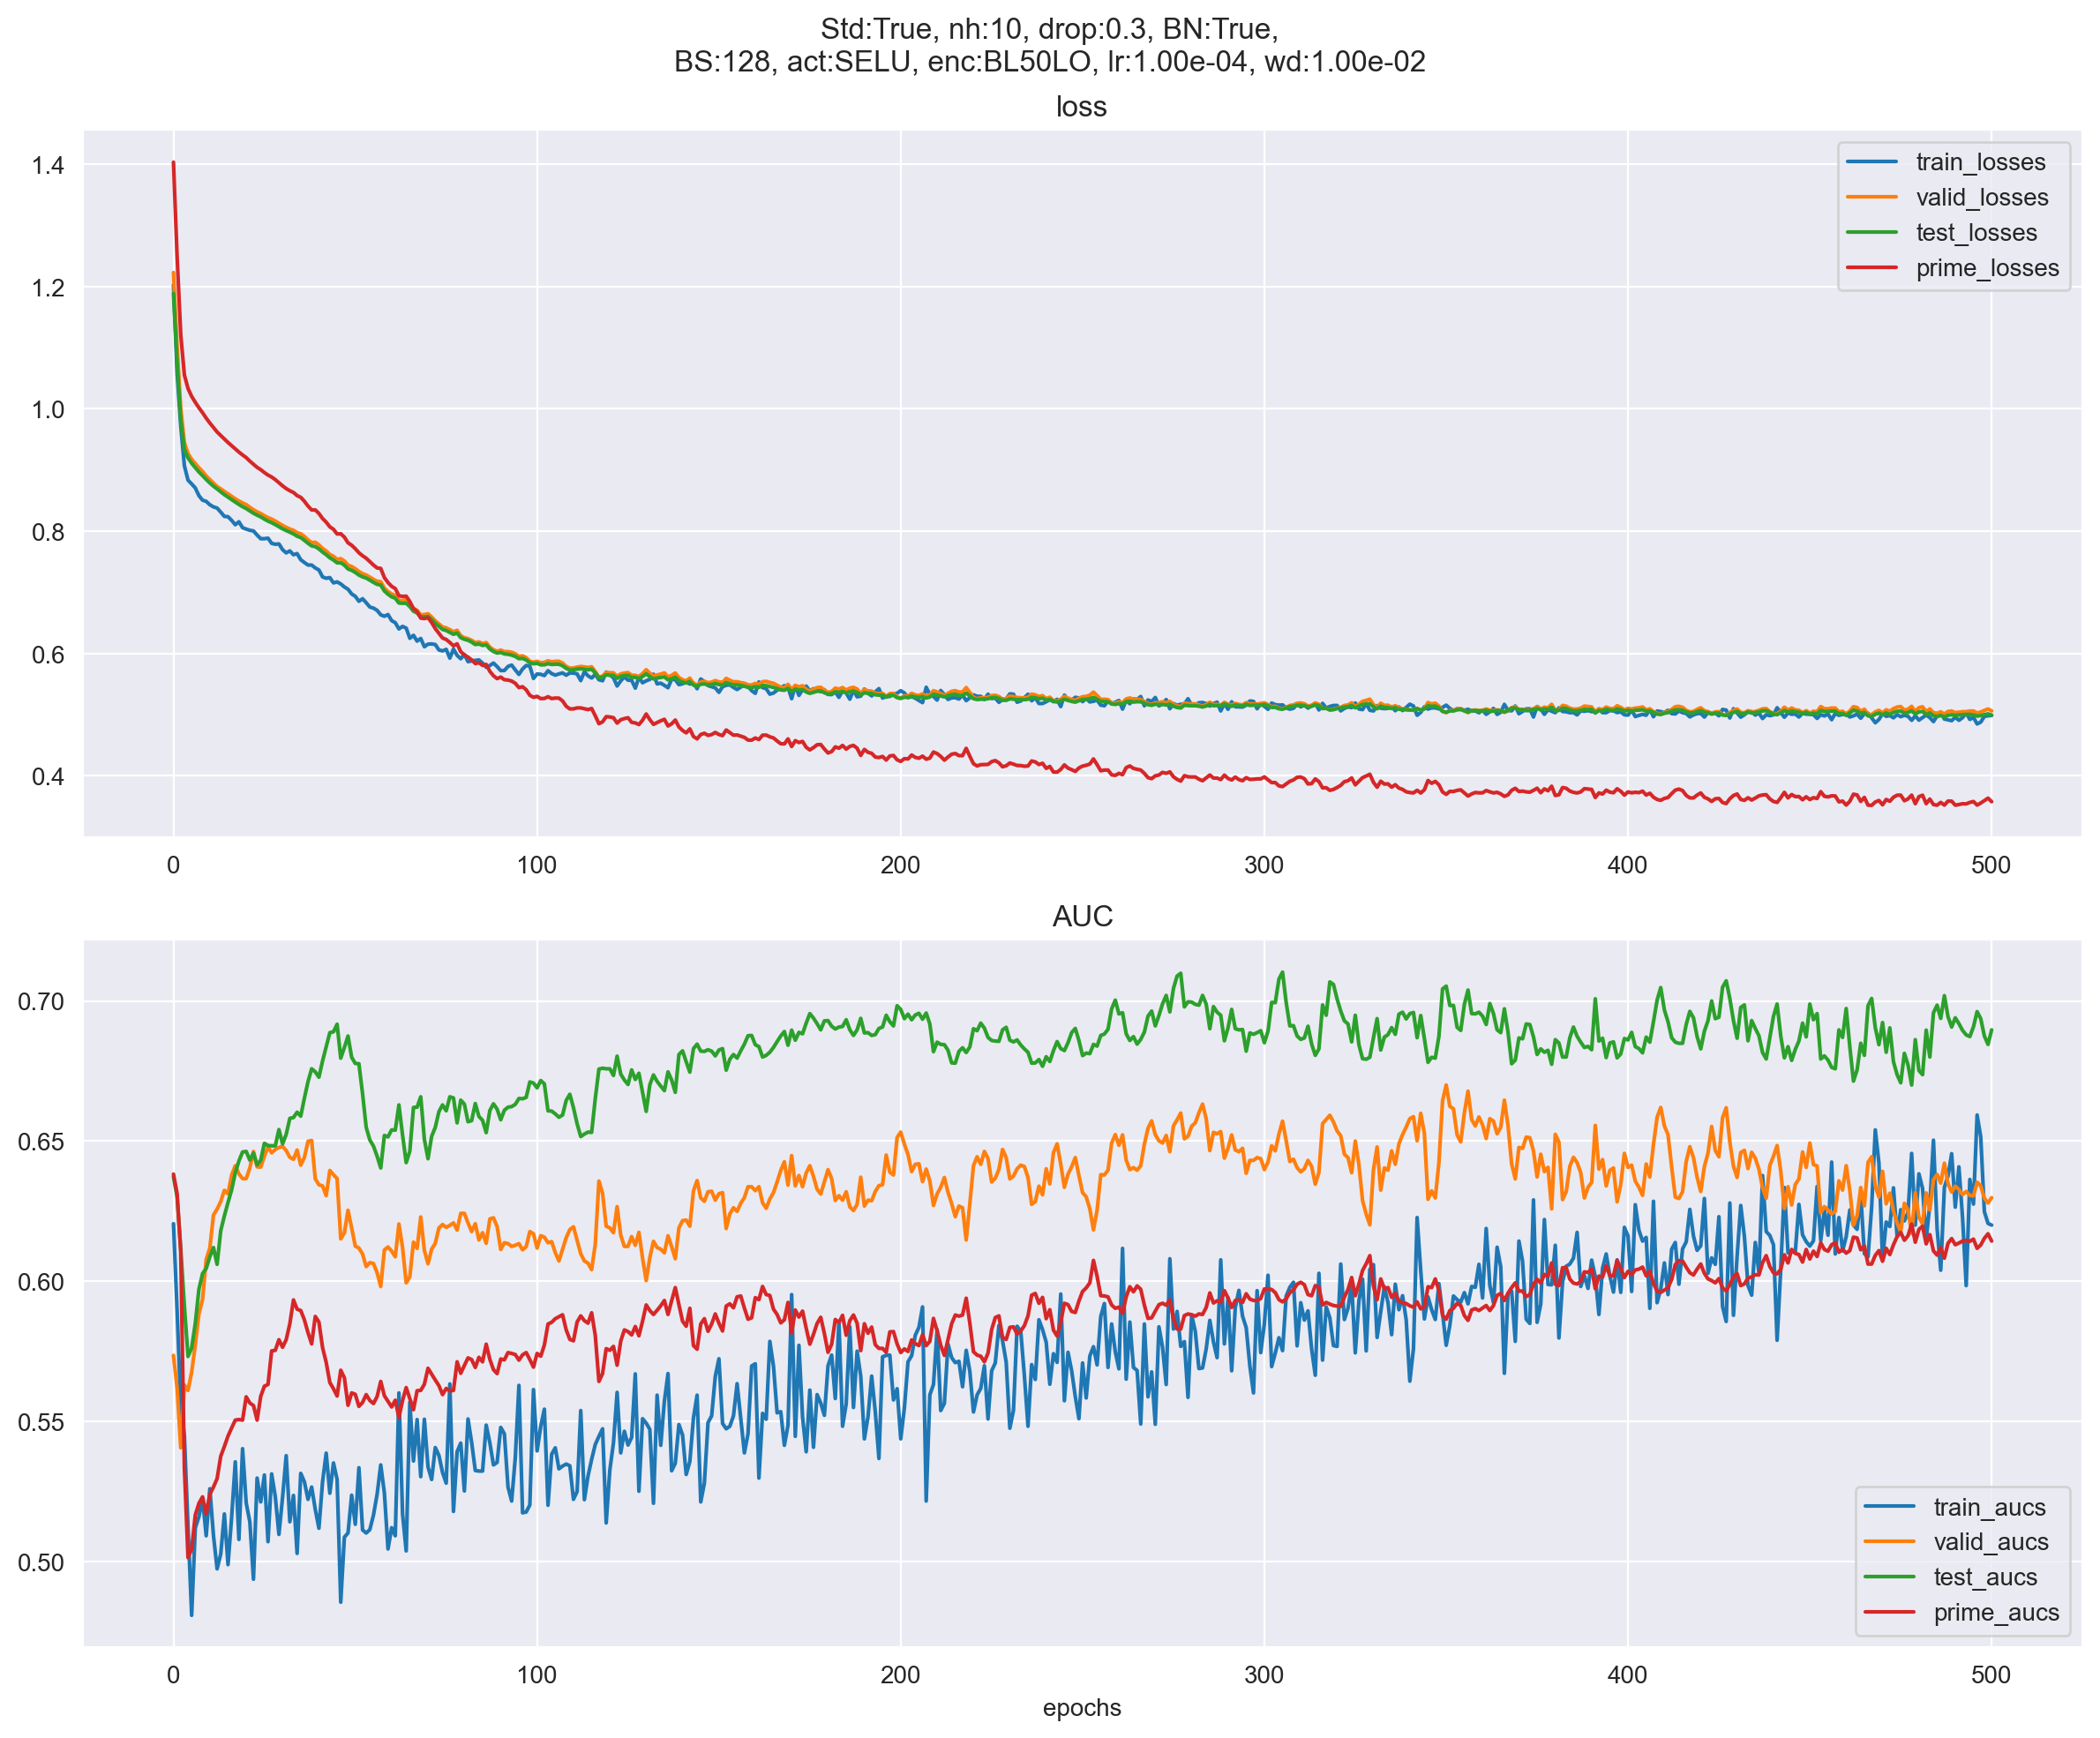 Std:True, nh:10, drop:0.3, BN:True,
BS:128, act:SELU, enc:BL50LO, lr:1.00e-04, wd:1.00e-02
loss
1.4
1.2
1.0
0.8
0.6
0.4
train_losses
valid_losses
test_losses
prime_losses
0 100 200 300 400 500
AUC
0.70
0.65
0.60
0.55
0.50
train_aucs
valid_aucs
test_aucs
prime_aucs
0 100 200 300 400 500
epochs